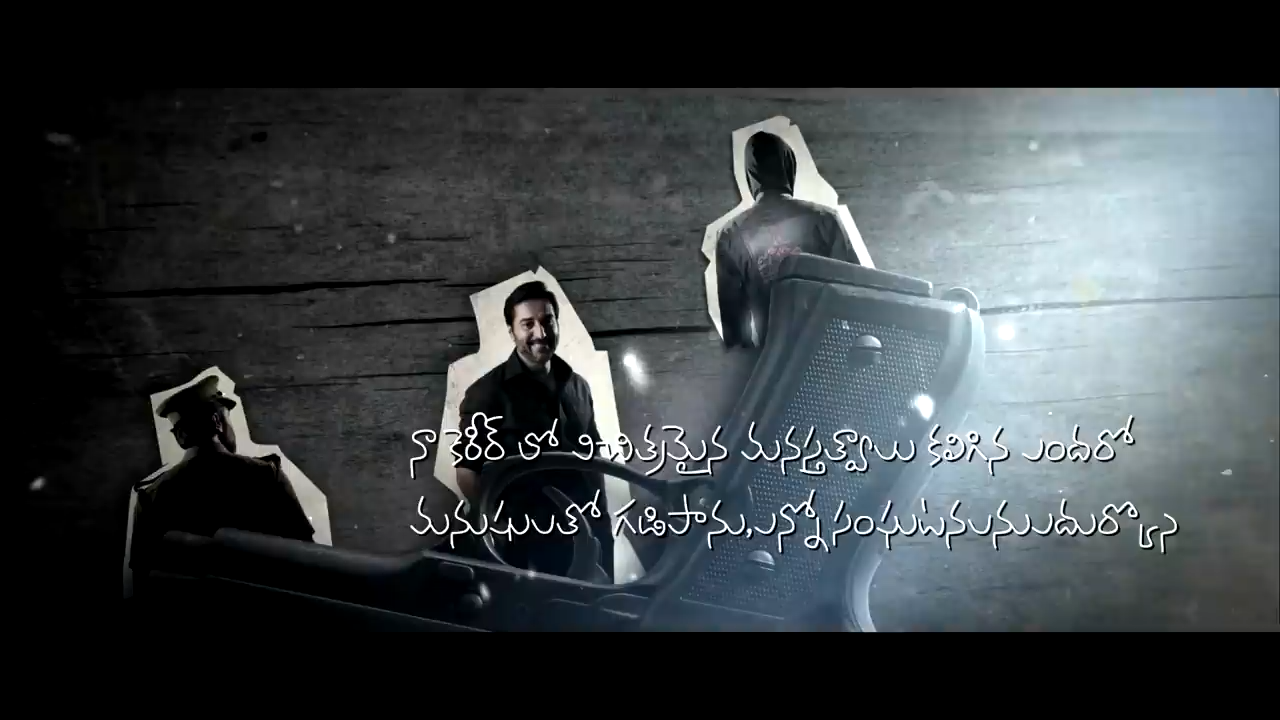 నా కెరీర్ లో విచిత్రమైన మనస్తత్వాలు కలిగిన ఎందరో
మనుషులతో గడిపాను,ఎన్నో సంఘటనలనుదుర్కొని